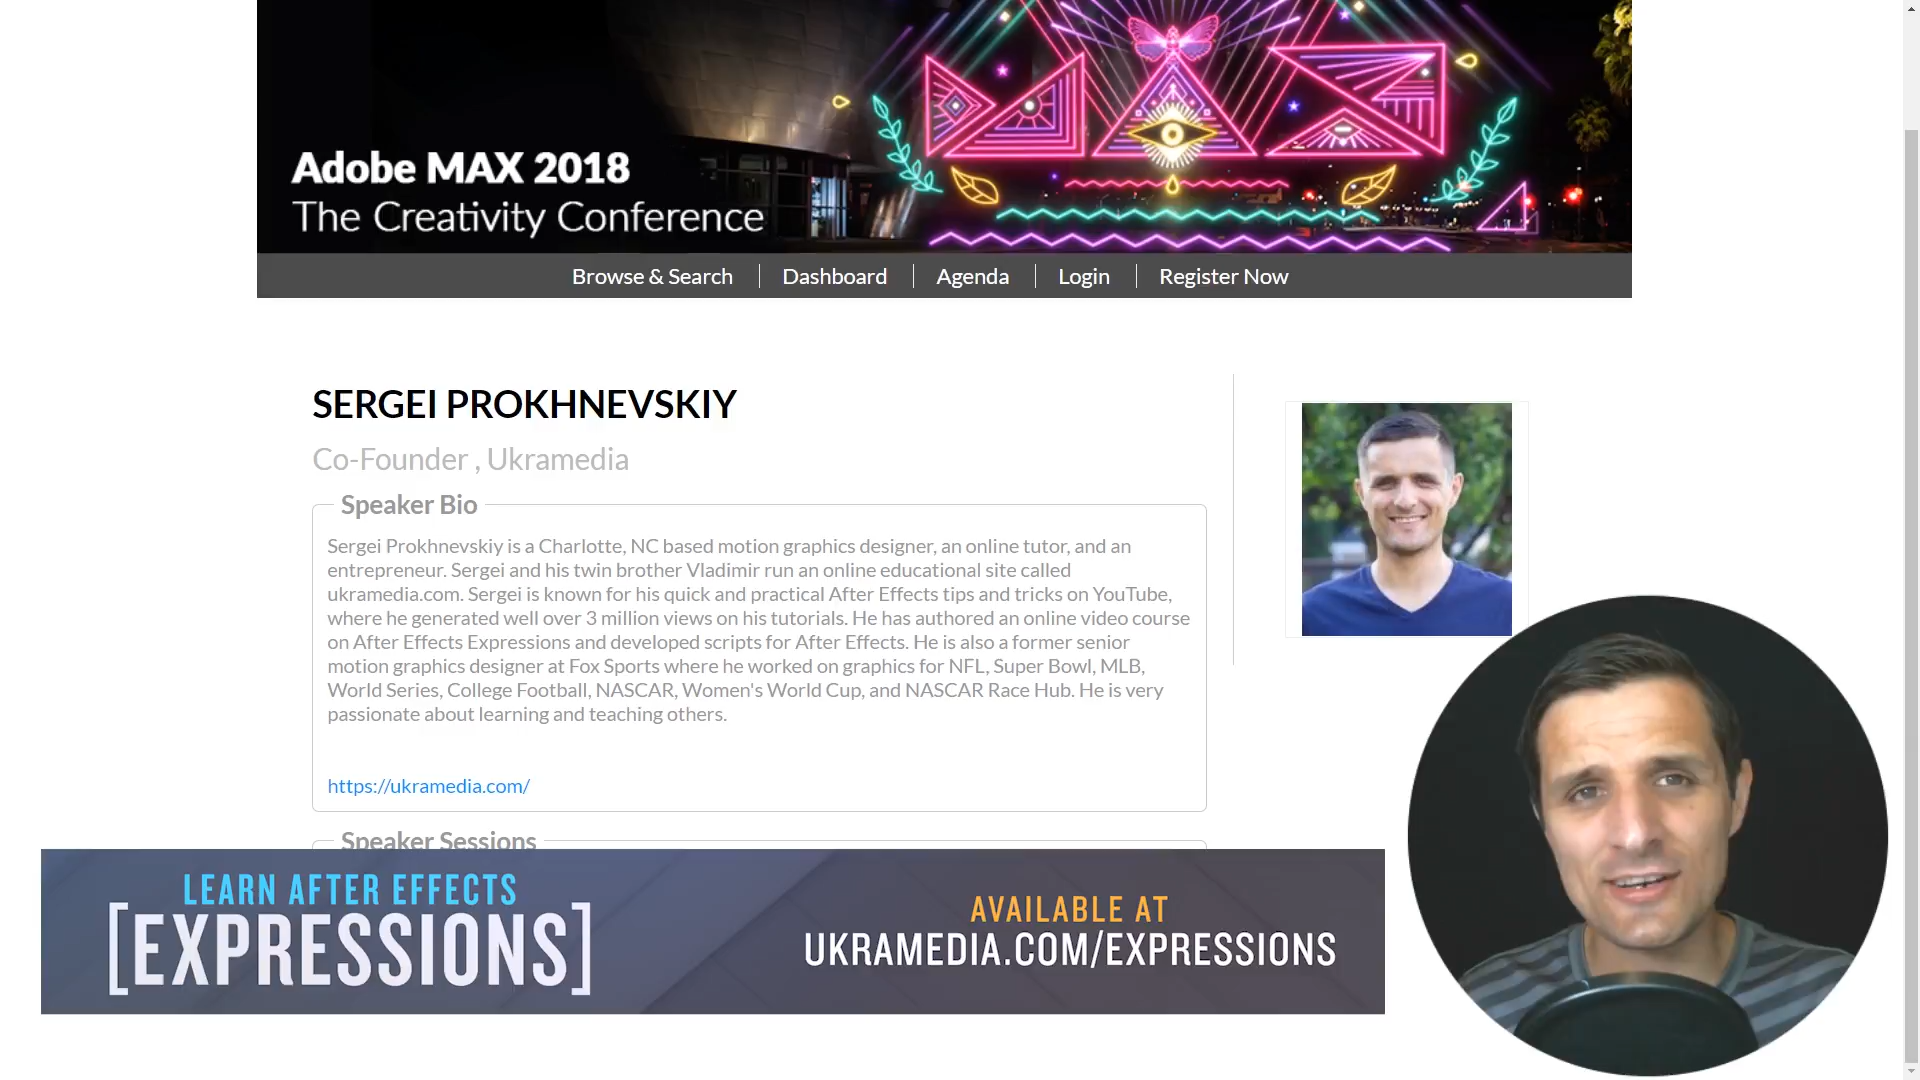 Adobe MAX 2018
The Creativity Conference
Browse & Search
Dashboard
Agenda
Login
Register Now
SERGEI PROKHNEVSKIY
Co-Founder , Ukramedia
Speaker Bio
Sergei Prokhnevskiy is a Charlotte, NC based motion graphics designer, an online tutor, and an
entrepreneur. Sergei and his twin brother Vladimir run an online educational site called
ukramedia.com. Sergei is known for his quick and practical After Effects tips and tricks on YouTube,
where he generated well over 3 million views on his tutorials. He has authored an online video course
on After Effects Expressions and developed scripts for After Effects. He is also a former senior
motion graphics designer at Fox Sports where he worked on graphics for NFL, Super Bowl, MLB,
World Series, College Football, NASCAR, Women's World Cup, and NASCAR Race Hub. He is very
passionate about learning and teaching others.
https://ukramedia.com/
Speaker Sessions
LEARN AFTER EFFECTS
[EXPRESSIONS]
AVAILABLE AT
UKRAMEDIA.COM/EXPRESSIONS